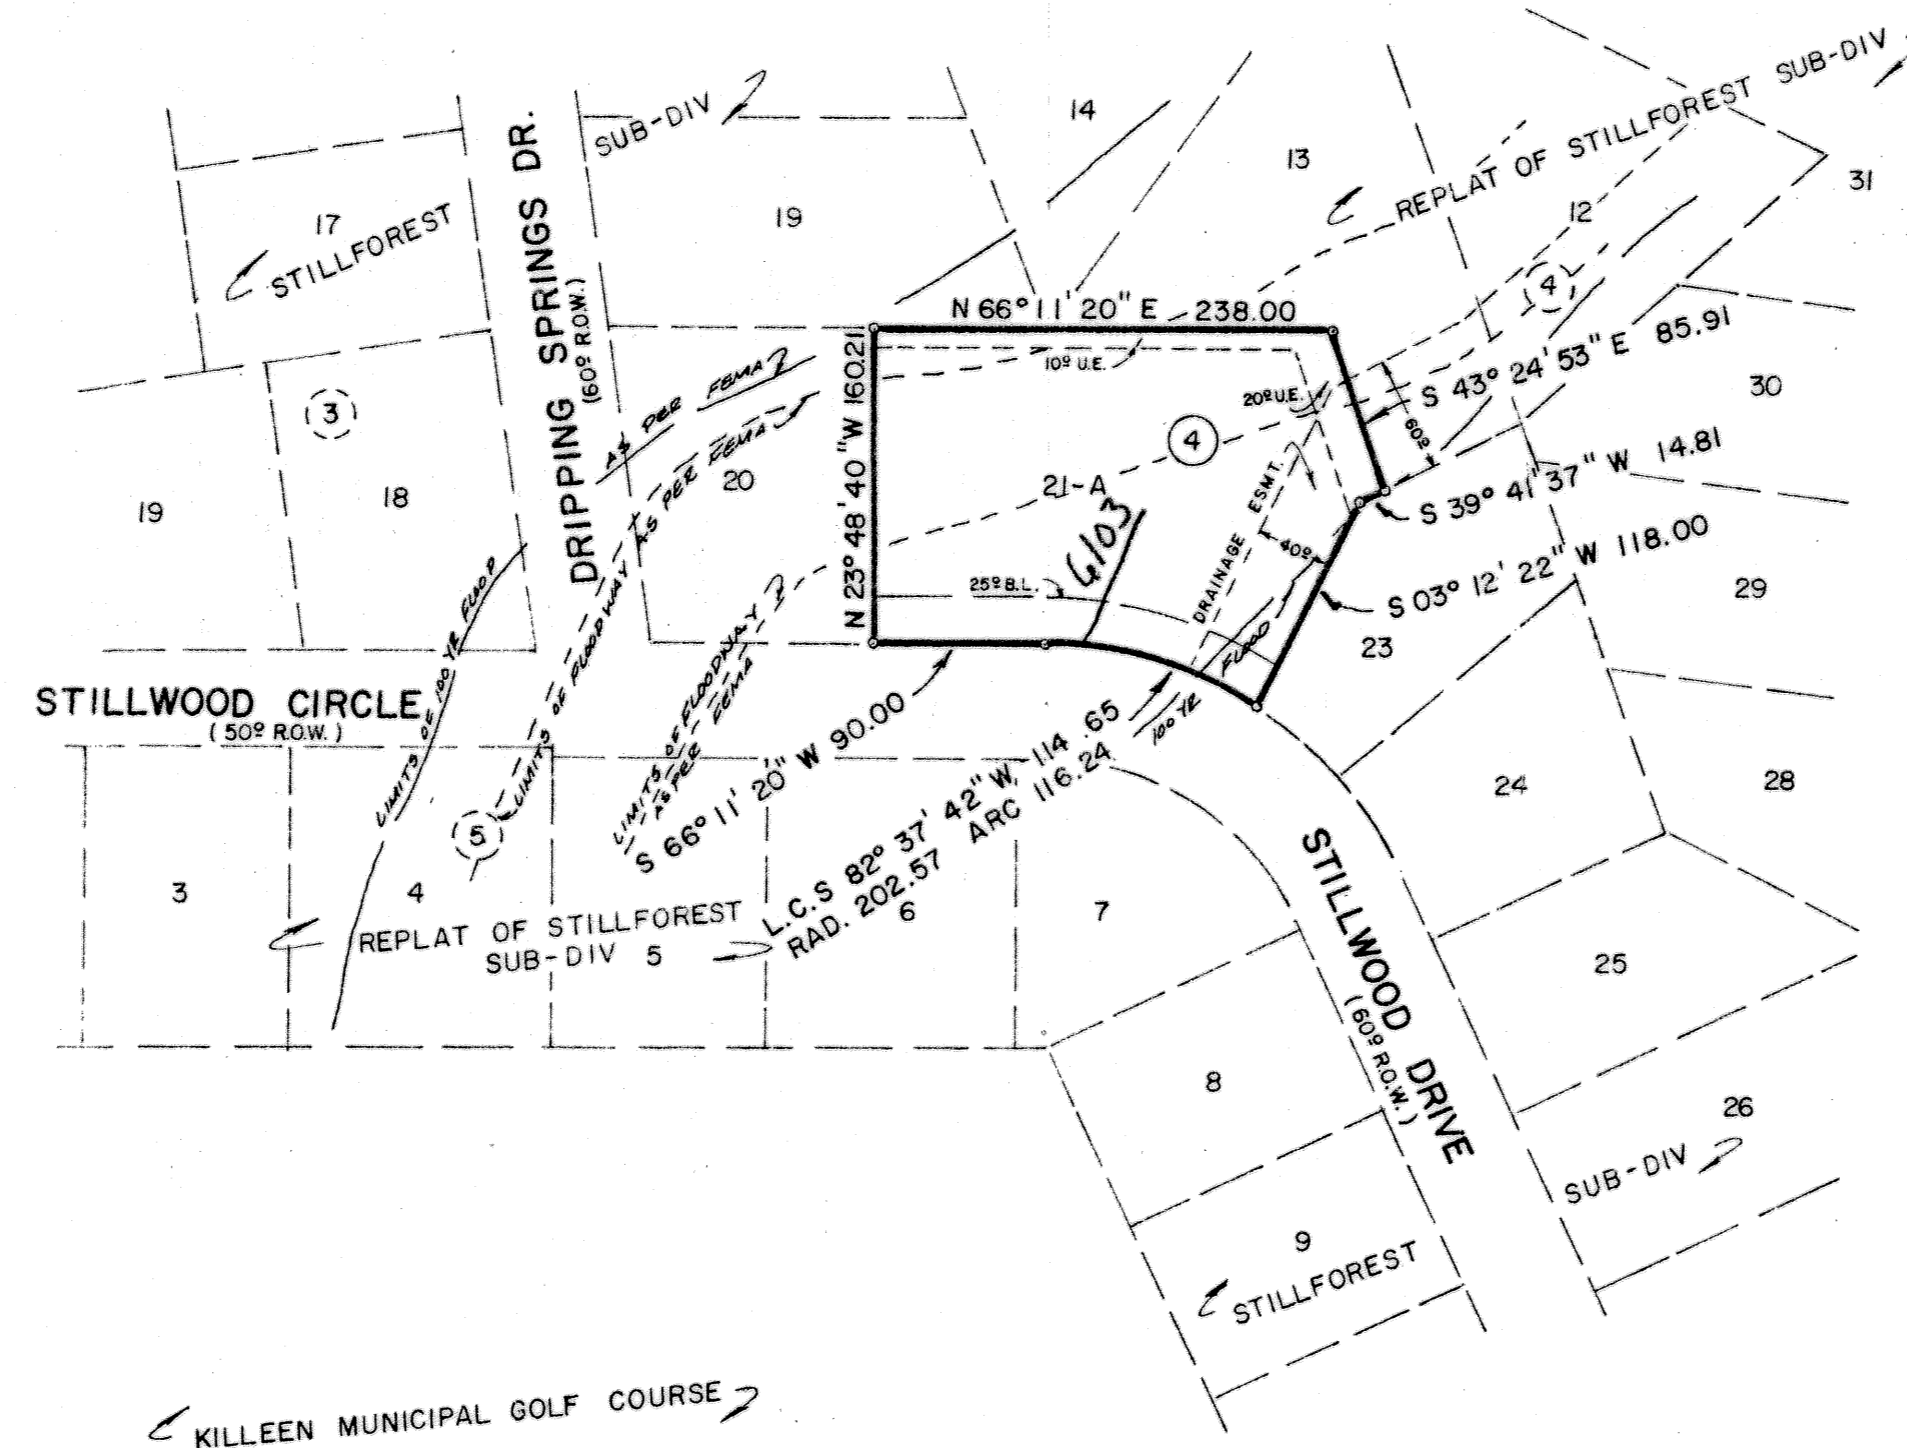 REPLAT OF STILLFOREST SUB-DIV
14
13
12
31
SUB-DIV
17
STILLFOREST
19
DRIPPING SPRINGS DR.
(60º R.O.W.)
4
N 66° 11' 20" E 238.00
S 43° 24' 53" E 85.91
30
AS PER FEMA
10º U.E.
20º U.E.
60º
3
18
19
20
AS PER FEMA
N 23° 48' 40" W 160.21
4
21-A
6103
S 39° 41' 37" W 14.81
DRAINAGE ESMT.
40º
S 03° 12' 22" W 118.00
29
25º B.L.
23
LIMITS OF 100 YR FLOOD
LIMITS OF FLOODWAY
LIMITS OF FLOODWAY
AS PER FEMA
100 YR FLOOD
STILLWOOD CIRCLE
(50º R.O.W.)
S 66° 11' 20" W 90.00
L.C.S 82° 37' 42" W 114.65
RAD. 202.57 ARC 116.24
24
28
5
3
4
6
7
REPLAT OF STILLFOREST
SUB-DIV 5
STILLWOOD DRIVE
(60º R.O.W.)
25
8
26
SUB-DIV
9
STILLFOREST
KILLEEN MUNICIPAL GOLF COURSE